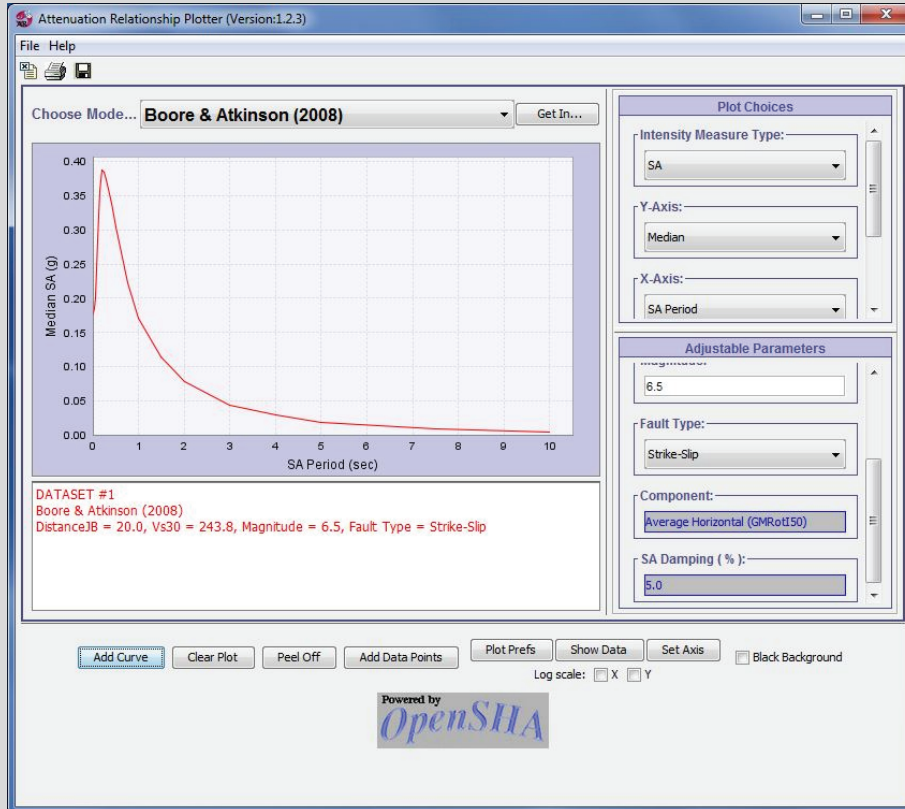 Attenuation Relationship Plotter (Version:1.2.3)
File Help
Choose Mode... Boore & Atkinson (2008) Get In...
0.40
0.35
0.30
0.25
0.20
0.15
0.10
0.05
0.00
Median SA (g)
0 1 2 3 4 5 6 7 8 9 10
SA Period (sec)
DATASET #1
Boore & Atkinson (2008)
DistanceJB = 20.0, Vs30 = 243.8, Magnitude = 6.5, Fault Type = Strike-Slip
Plot Choices
Intensity Measure Type:
SA
Y-Axis:
Median
X-Axis:
SA Period
Adjustable Parameters
Magnitude:
6.5
Fault Type:
Strike-Slip
Component:
Average Horizontal (GMRotI50)
SA Damping ( % ):
5.0
Add Curve Clear Plot Peel Off Add Data Points Plot Prefs Show Data Set Axis Black Background
Log scale: X Y
Powered by
OpenSHA